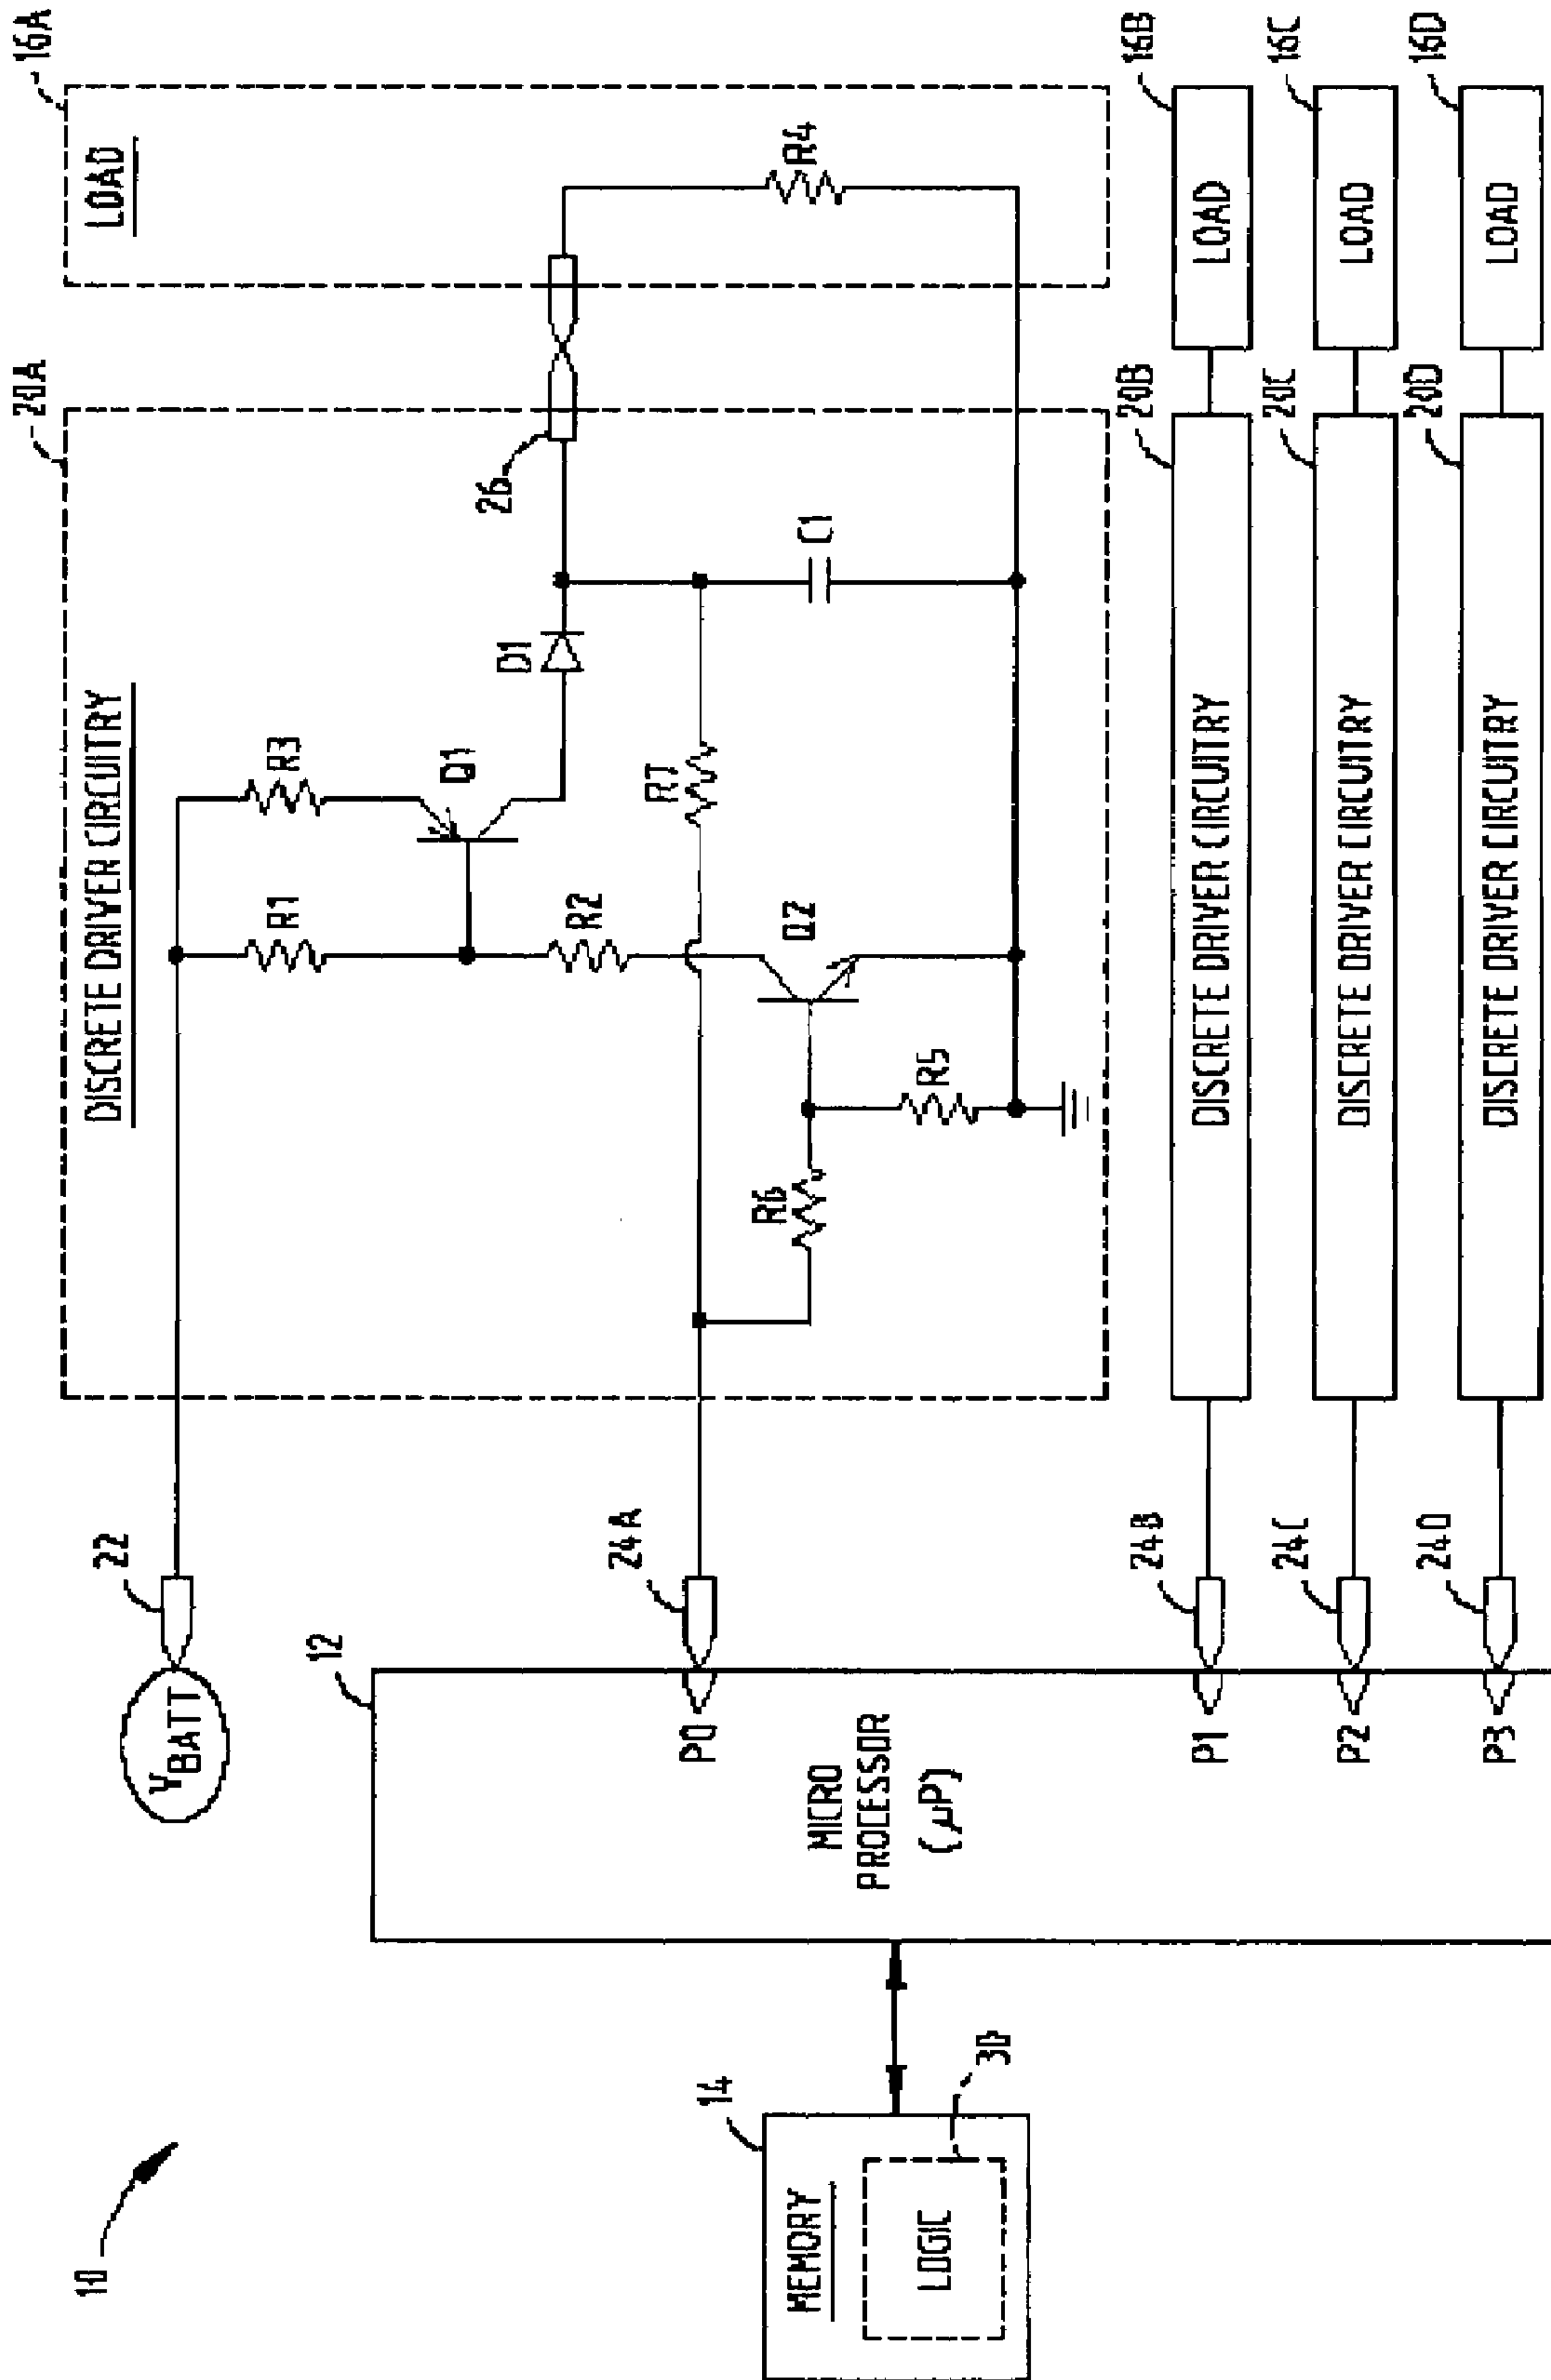 10
MEMORY
LOGIC
14
30
12
MICRO
PROCESSOR
(μP)
P0
P1
P2
P3
VBATT
22
24A
24B
24C
24D
DISCRETE DRIVER CIRCUITRY
20A
R1
R3
Q1
R2
D1
26
R7
C1
Q2
R6
R5
LOAD
16A
R4
DISCRETE DRIVER CIRCUITRY
20B
LOAD
16B
DISCRETE DRIVER CIRCUITRY
20C
LOAD
16C
DISCRETE DRIVER CIRCUITRY
20D
LOAD
16D